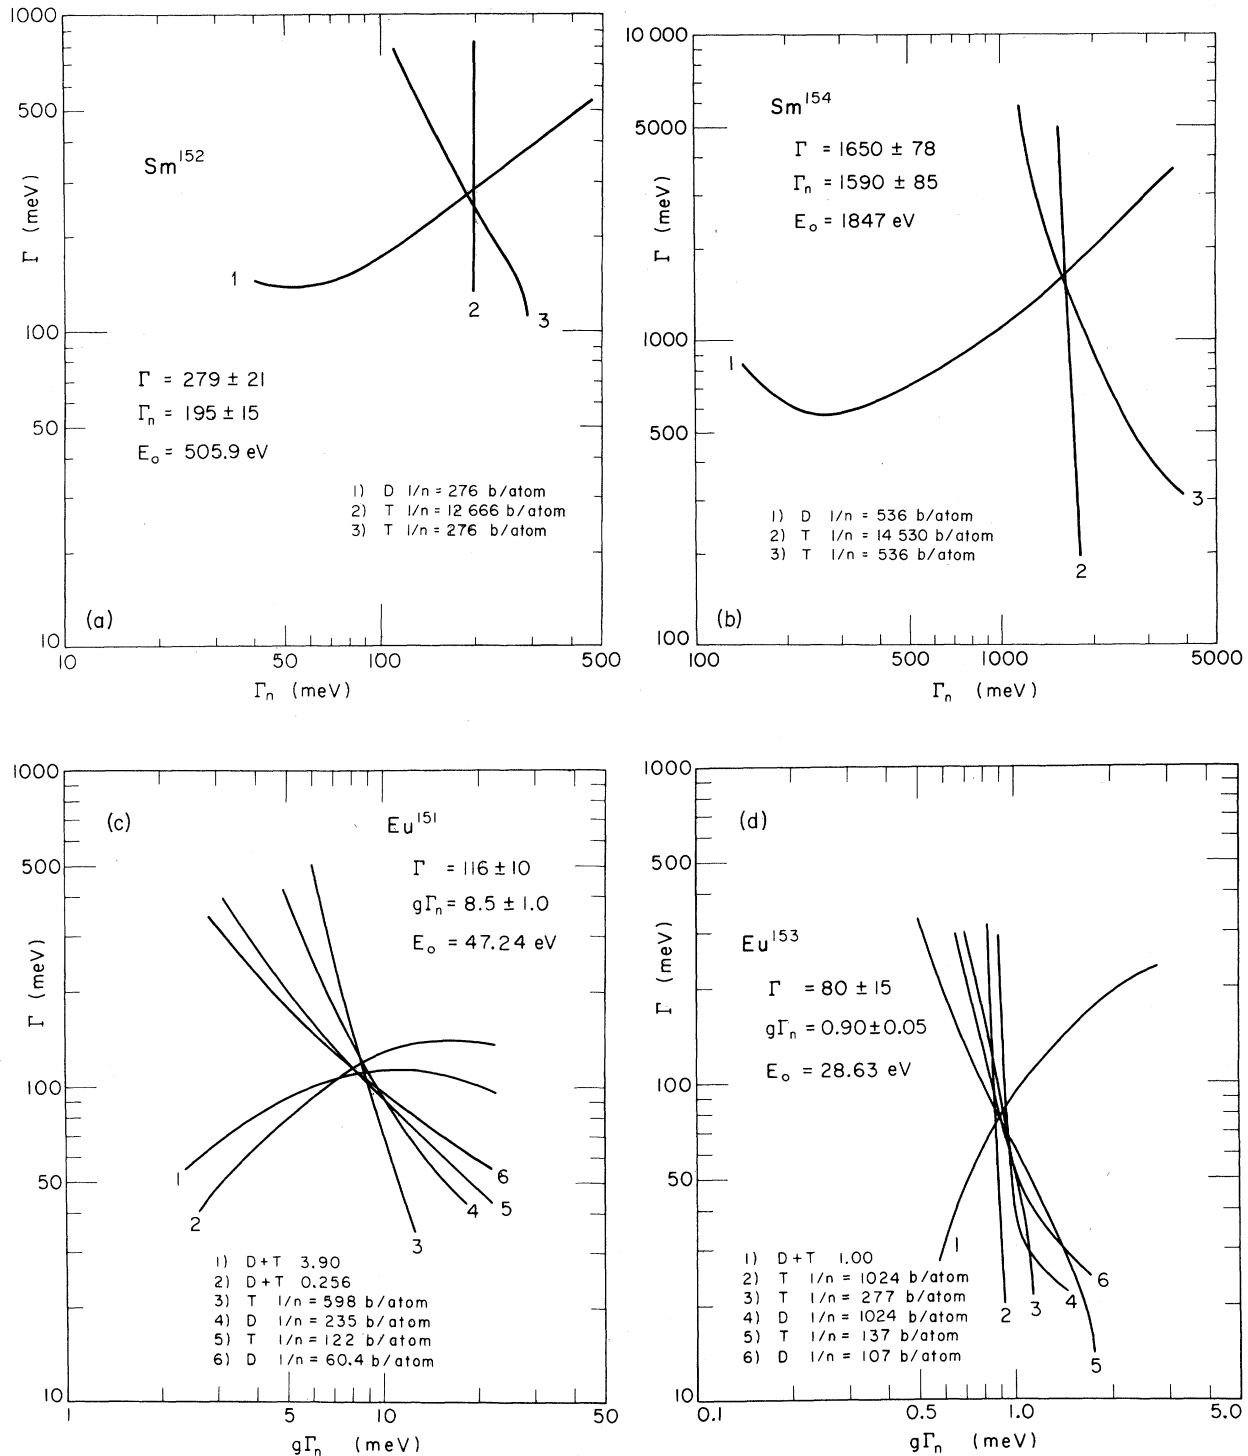 1000
500
100
50
10
Γ (meV)
Sm¹⁵²
1
2
3
Γ = 279 ± 21
Γₙ = 195 ± 15
E₀ = 505.9 eV
1) D 1/n = 276 b/atom
2) T 1/n = 12 666 b/atom
3) T 1/n = 276 b/atom
(a)
10 50 100 500
Γₙ (meV)
10 000
5000
1000
500
100
Γ (meV)
Sm¹⁵⁴
Γ = 1650 ± 78
Γₙ = 1590 ± 85
E₀ = 1847 eV
1
3
2
1) D 1/n = 536 b/atom
2) T 1/n = 14 530 b/atom
3) T 1/n = 536 b/atom
(b)
100 500 1000 5000
Γₙ (meV)
1000
500
100
50
10
Γ (meV)
(c)
Eu¹⁵¹
Γ = 116 ± 10
gΓₙ = 8.5 ± 1.0
E₀ = 47.24 eV
1
2
6
5
4
3
1) D+T 3.90
2) D+T 0.256
3) T 1/n = 598 b/atom
4) D 1/n = 235 b/atom
5) T 1/n = 122 b/atom
6) D 1/n = 60.4 b/atom
1 5 10 50
gΓₙ (meV)
1000
500
100
50
10
Γ (meV)
(d)
Eu¹⁵³
Γ = 80 ± 15
gΓₙ = 0.90 ± 0.05
E₀ = 28.63 eV
1
6
4
3
2
5
1) D+T 1.00
2) T 1/n = 1024 b/atom
3) T 1/n = 277 b/atom
4) D 1/n = 1024 b/atom
5) T 1/n = 137 b/atom
6) D 1/n = 107 b/atom
0.1 0.5 1.0 5.0
gΓₙ (meV)